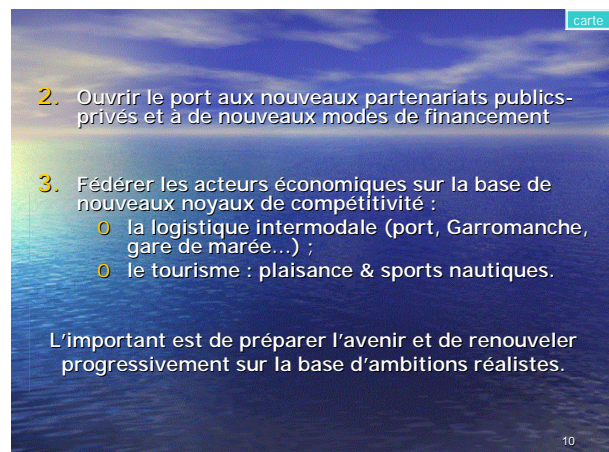 carte
2. Ouvrir le port aux nouveaux partenariats publics-
privés et à de nouveaux modes de financement
3. Fédérer les acteurs économiques sur la base de
nouveaux noyaux de compétitivité :
o la logistique intermodale (port, Garromanche,
gare de marée...) ;
o le tourisme : plaisance & sports nautiques.
L'important est de préparer l'avenir et de renouveler
progressivement sur la base d'ambitions réalistes.
10